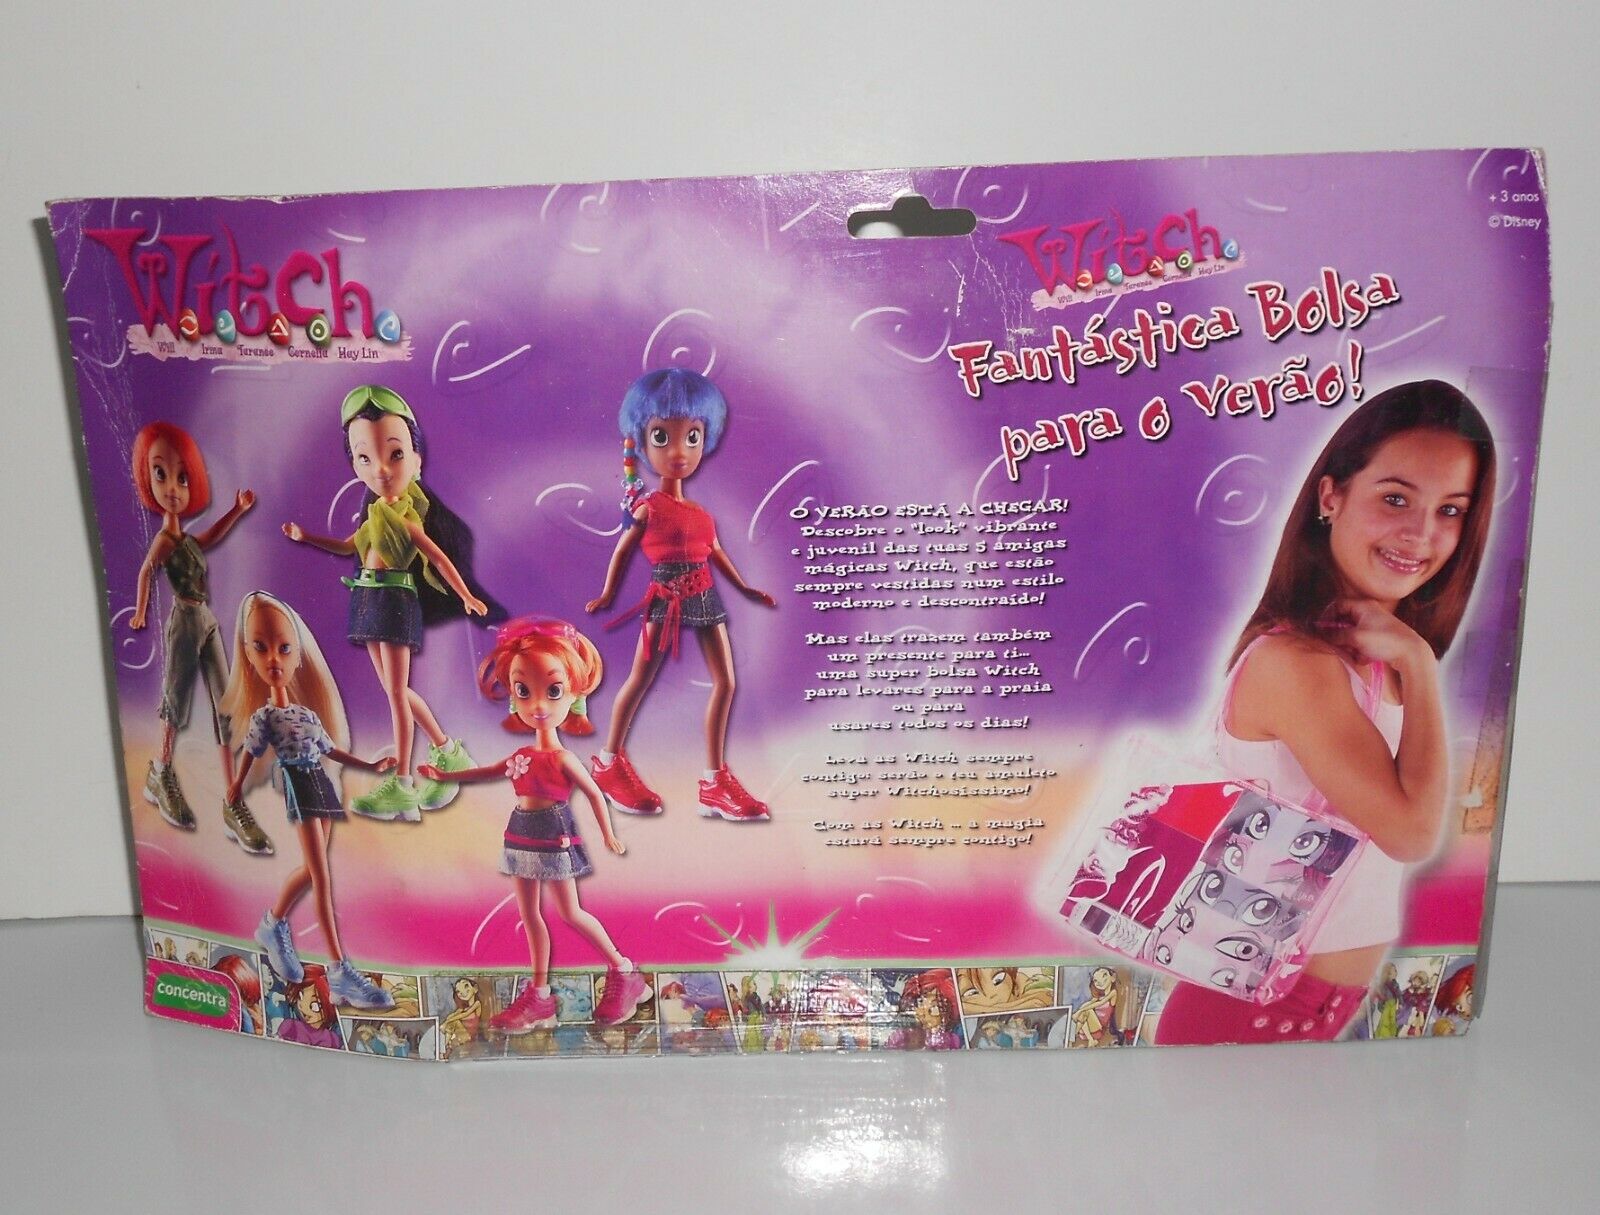 W.i.t.c.h.
Will Irma Taranee Cornelia Hay Lin
concentra
+ 3 anos
© Disney
W.i.t.c.h.
Will Irma Taranee Cornelia Hay Lin
Fantástica Bolsa
para o verão!
O VERÃO ESTÁ A CHEGAR!
Descobre o "look" vibrante
e juvenil das tuas 5 amigas
mágicas Witch, que estão
sempre vestidas num estilo
moderno e descontraído!
Mas elas trazem também
um presente para ti...
uma super bolsa Witch
para levares para a praia
ou para
usares todos os dias!
Leva as Witch sempre
contigo: serão o teu amuleto
super Witchosíssimo!
Com as Witch ... a magia
estará sempre contigo!